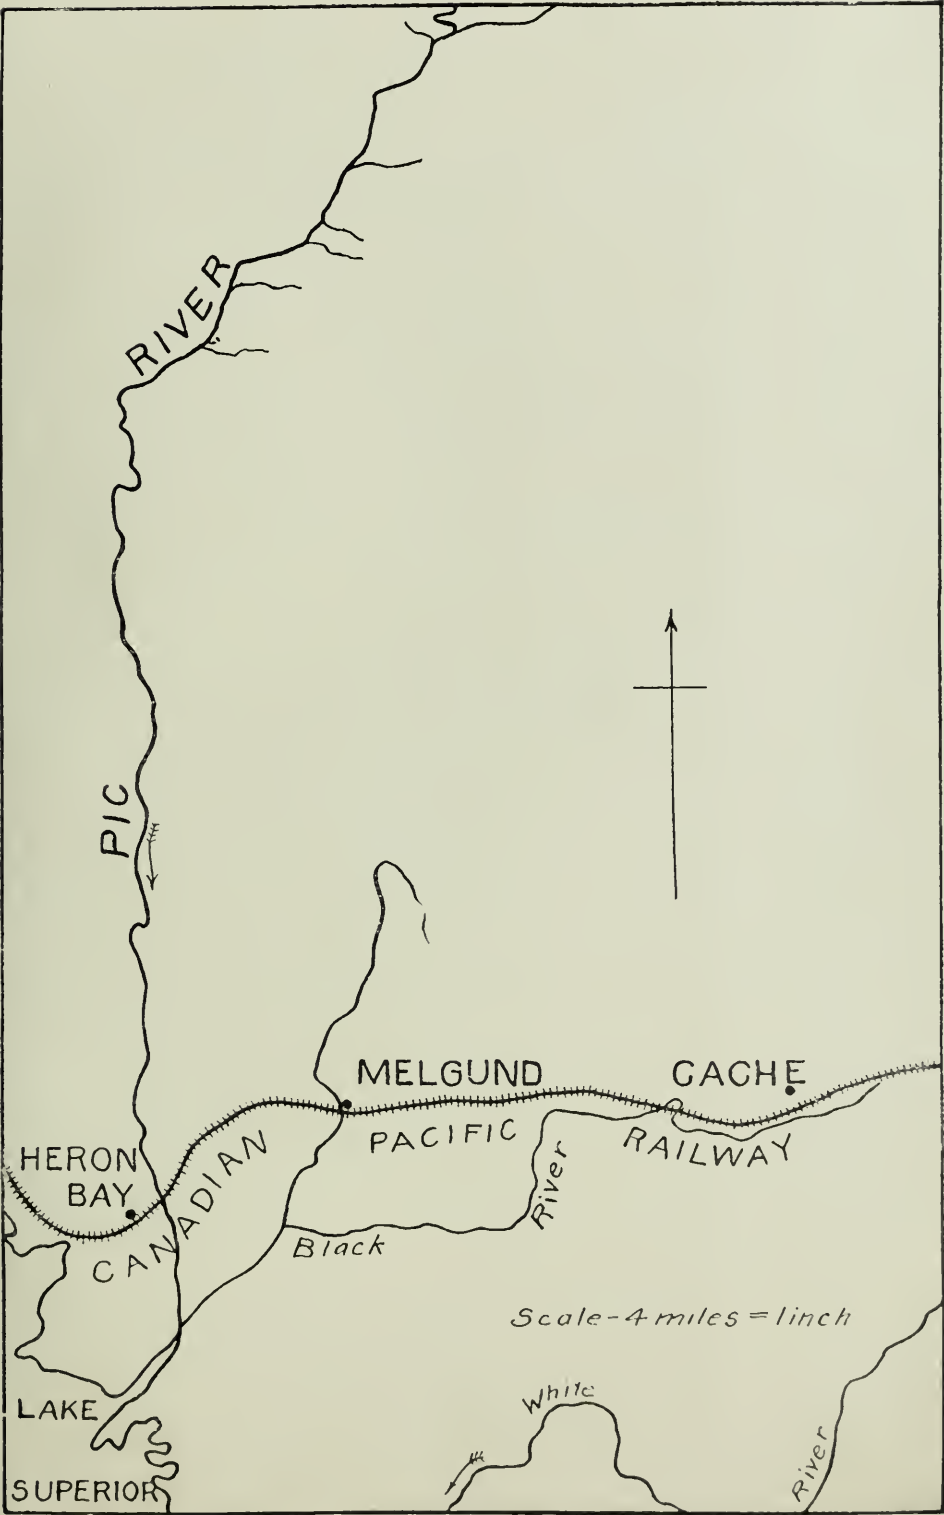 RIVER
PIC
MELGUND
CACHE
PACIFIC
RAILWAY
HERON
BAY
CANADIAN
River
Black
Scale-4 miles = 1 inch
White
LAKE
River
SUPERIOR